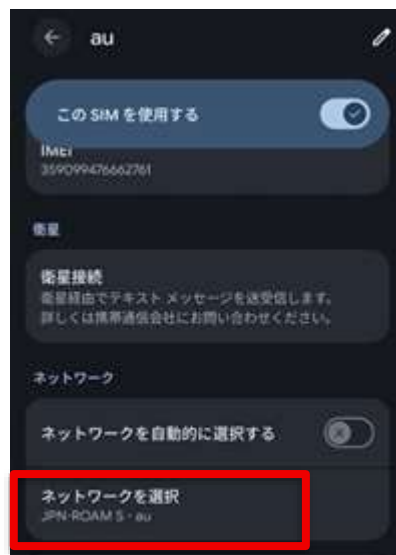 au
この SIM を使用する
IMEI
359099476662761
衛星
衛星接続
衛星経由でテキスト メッセージを送受信します。
詳しくは携帯通信会社にお問い合わせください。
ネットワーク
ネットワークを自動的に選択する
ネットワークを選択
JPN-ROAM 5 - au